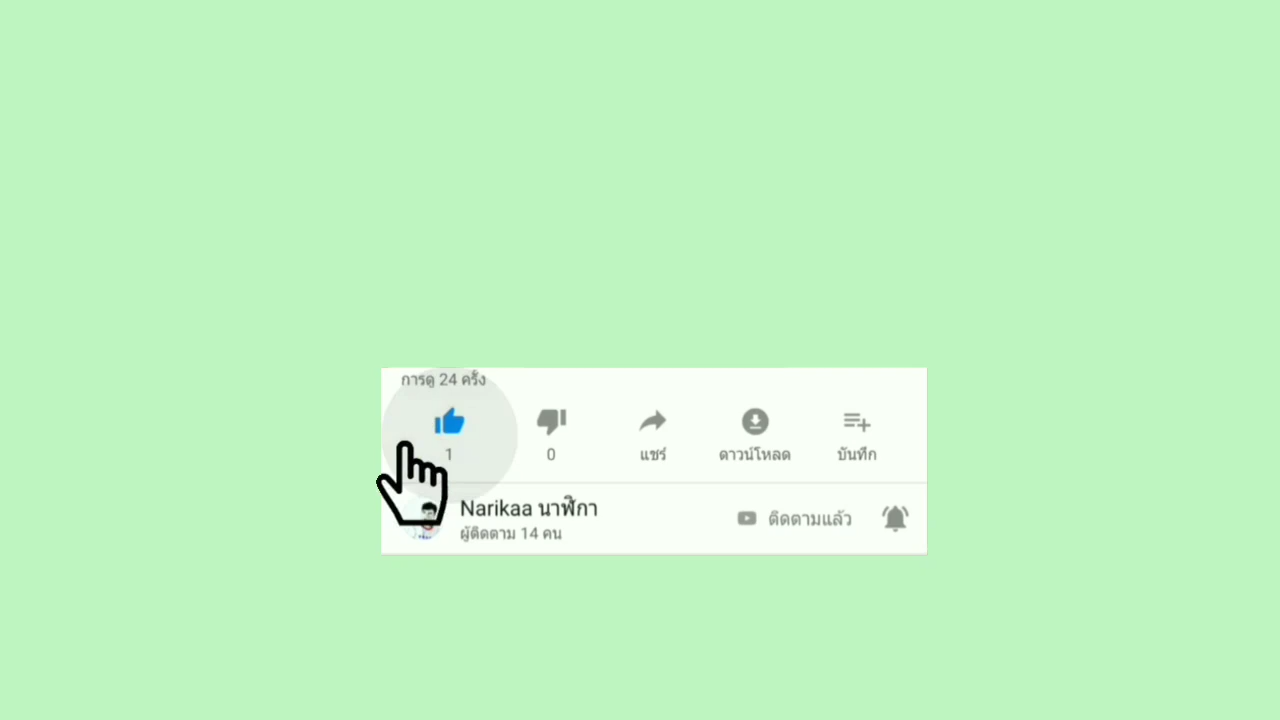 การดู 24 ครั้ง
1 0 แชร์ ดาวน์โหลด บันทึก
Narikaa นาฬิกา
ผู้ติดตาม 14 คน
ติดตามแล้ว